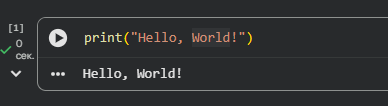 [1]
0
сек.
print("Hello, World!")
Hello, World!